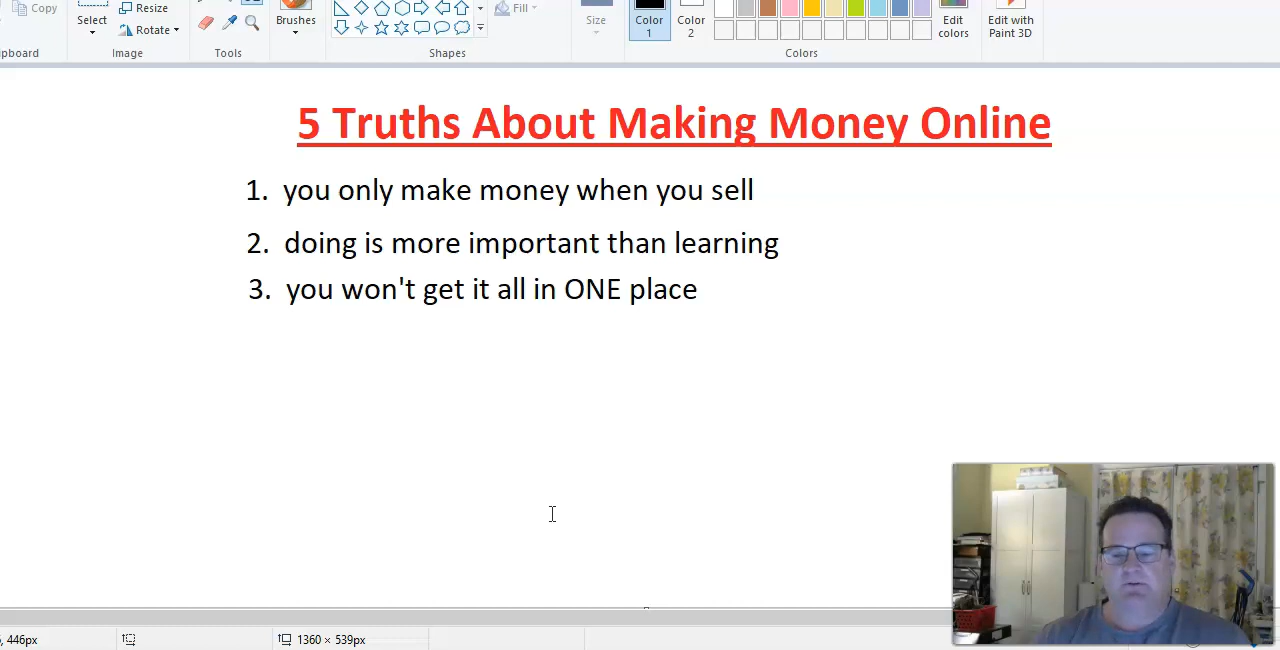 Copy
Select
Resize
Rotate
Brushes
Fill
Size
Color 1
Color 2
Edit colors
Edit with Paint 3D
ipboard
Image
Tools
Shapes
Colors
5 Truths About Making Money Online
1. you only make money when you sell
2. doing is more important than learning
3. you won't get it all in ONE place
, 446px
1360 × 539px